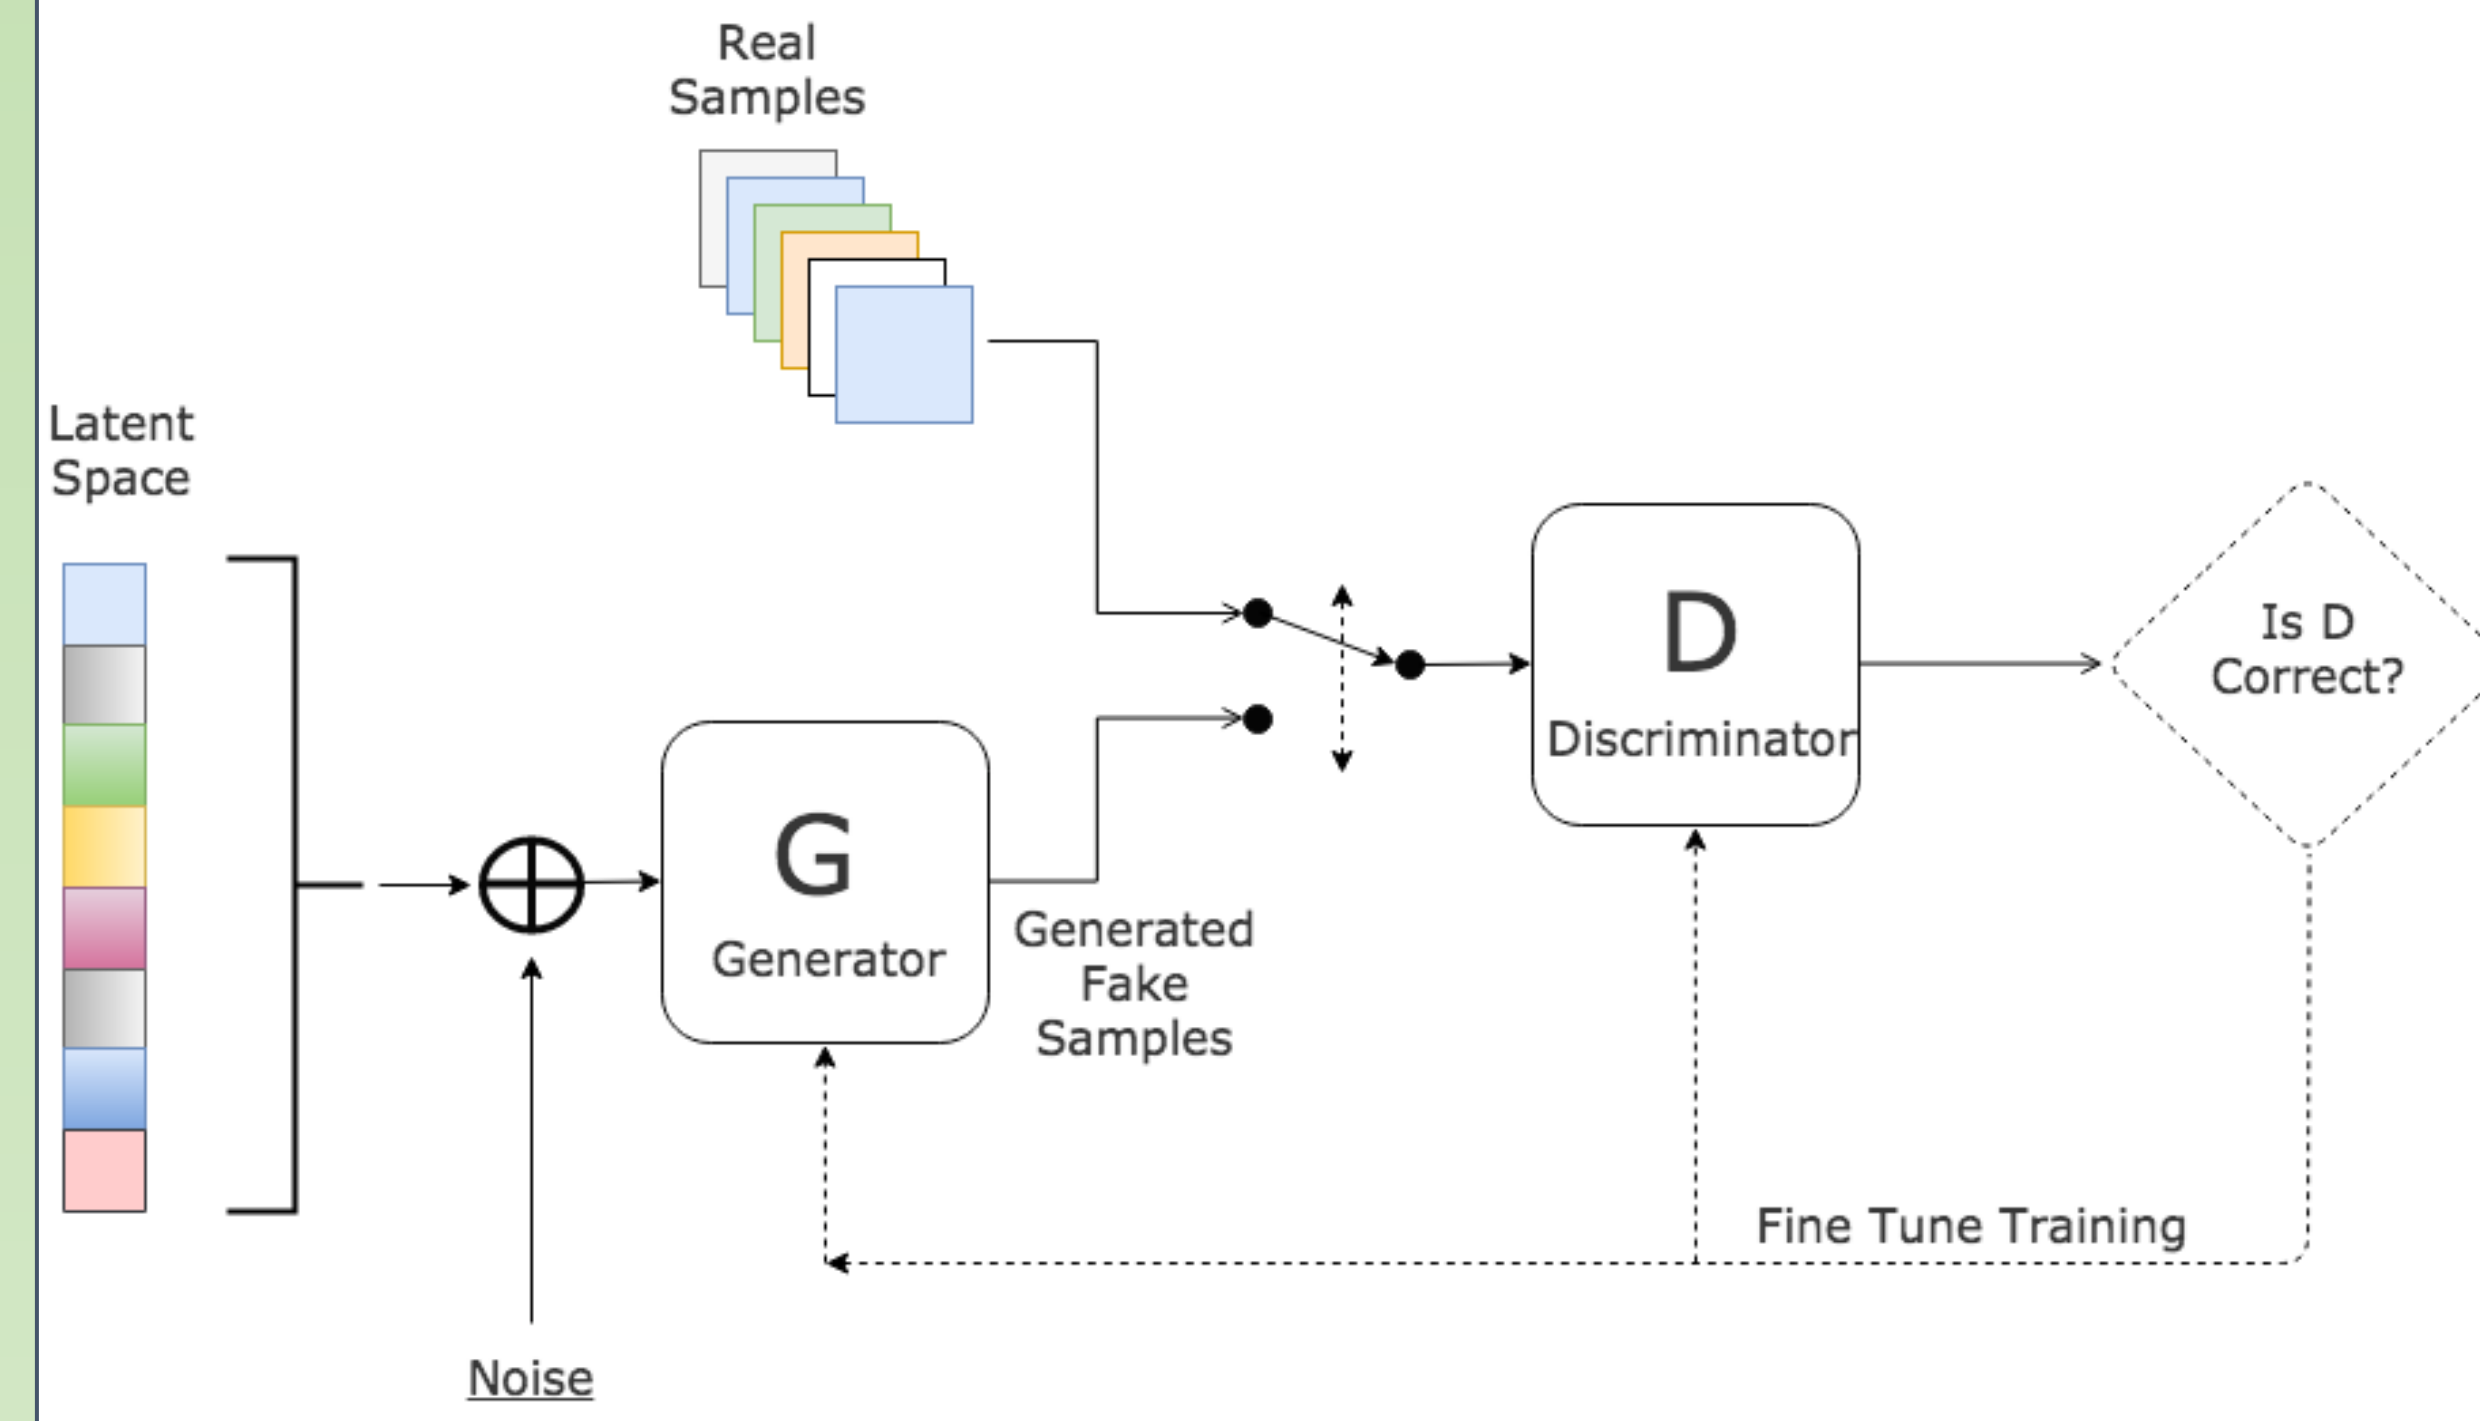 Real
Samples
Latent
Space
D
Discriminator
Is D
Correct?
G
Generator
Generated
Fake
Samples
Fine Tune Training
Noise